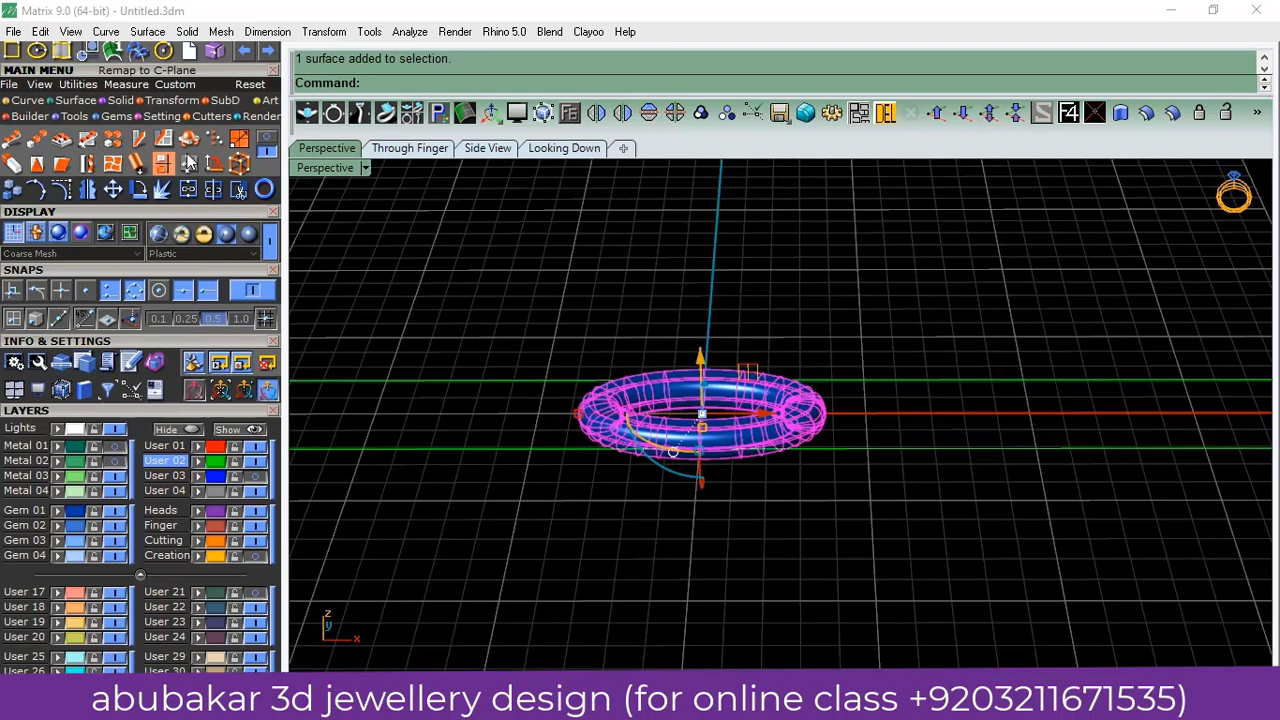 Matrix 9.0 (64-bit) - Untitled.3dm
File Edit View Curve Surface Solid Mesh Dimension Transform Tools Analyze Render Rhino 5.0 Blend Clayoo Help
1 surface added to selection.
Command:
MAIN MENU Remap to C-Plane
File View Utilities Measure Custom Reset
Curve Surface Solid Transform SubD Art
Builder Tools Gems Setting Cutters Render
Perspective Through Finger Side View Looking Down
Perspective
DISPLAY
Coarse Mesh Plastic
SNAPS
0.1 0.25 0.5 1.0
INFO & SETTINGS
LAYERS
Lights Hide Show
Metal 01 User 01
Metal 02 User 02
Metal 03 User 03
Metal 04 User 04
Gem 01 Heads
Gem 02 Finger
Gem 03 Cutting
Gem 04 Creation
User 17 User 21
User 18 User 22
User 19 User 23
User 20 User 24
User 25 User 29
User 26 User 30
z
y
x
F4
abubakar 3d jewellery design (for online class +9203211671535)